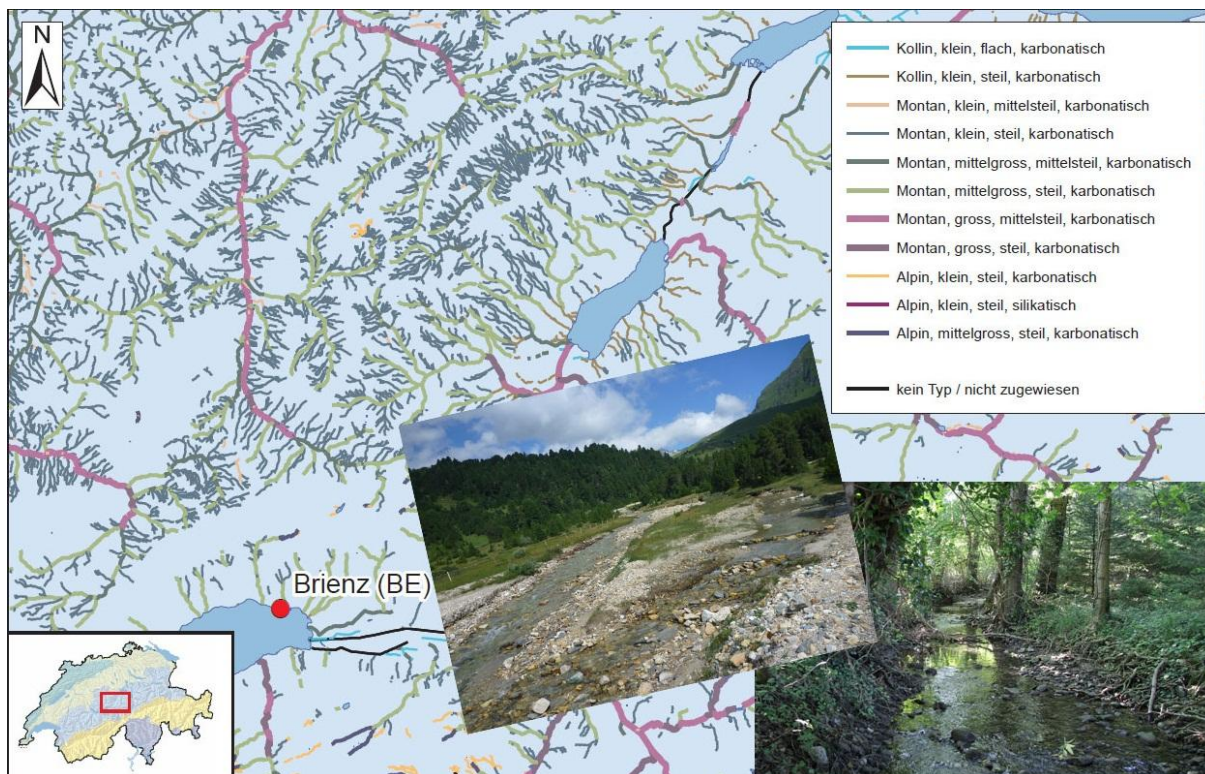 N
Kollin, klein, flach, karbonatisch
Kollin, klein, steil, karbonatisch
Montan, klein, mittelsteil, karbonatisch
Montan, klein, steil, karbonatisch
Montan, mittelgross, mittelsteil, karbonatisch
Montan, mittelgross, steil, karbonatisch
Montan, gross, mittelsteil, karbonatisch
Montan, gross, steil, karbonatisch
Alpin, klein, steil, karbonatisch
Alpin, klein, steil, silikatisch
Alpin, mittelgross, steil, karbonatisch
kein Typ / nicht zugewiesen
Brienz (BE)